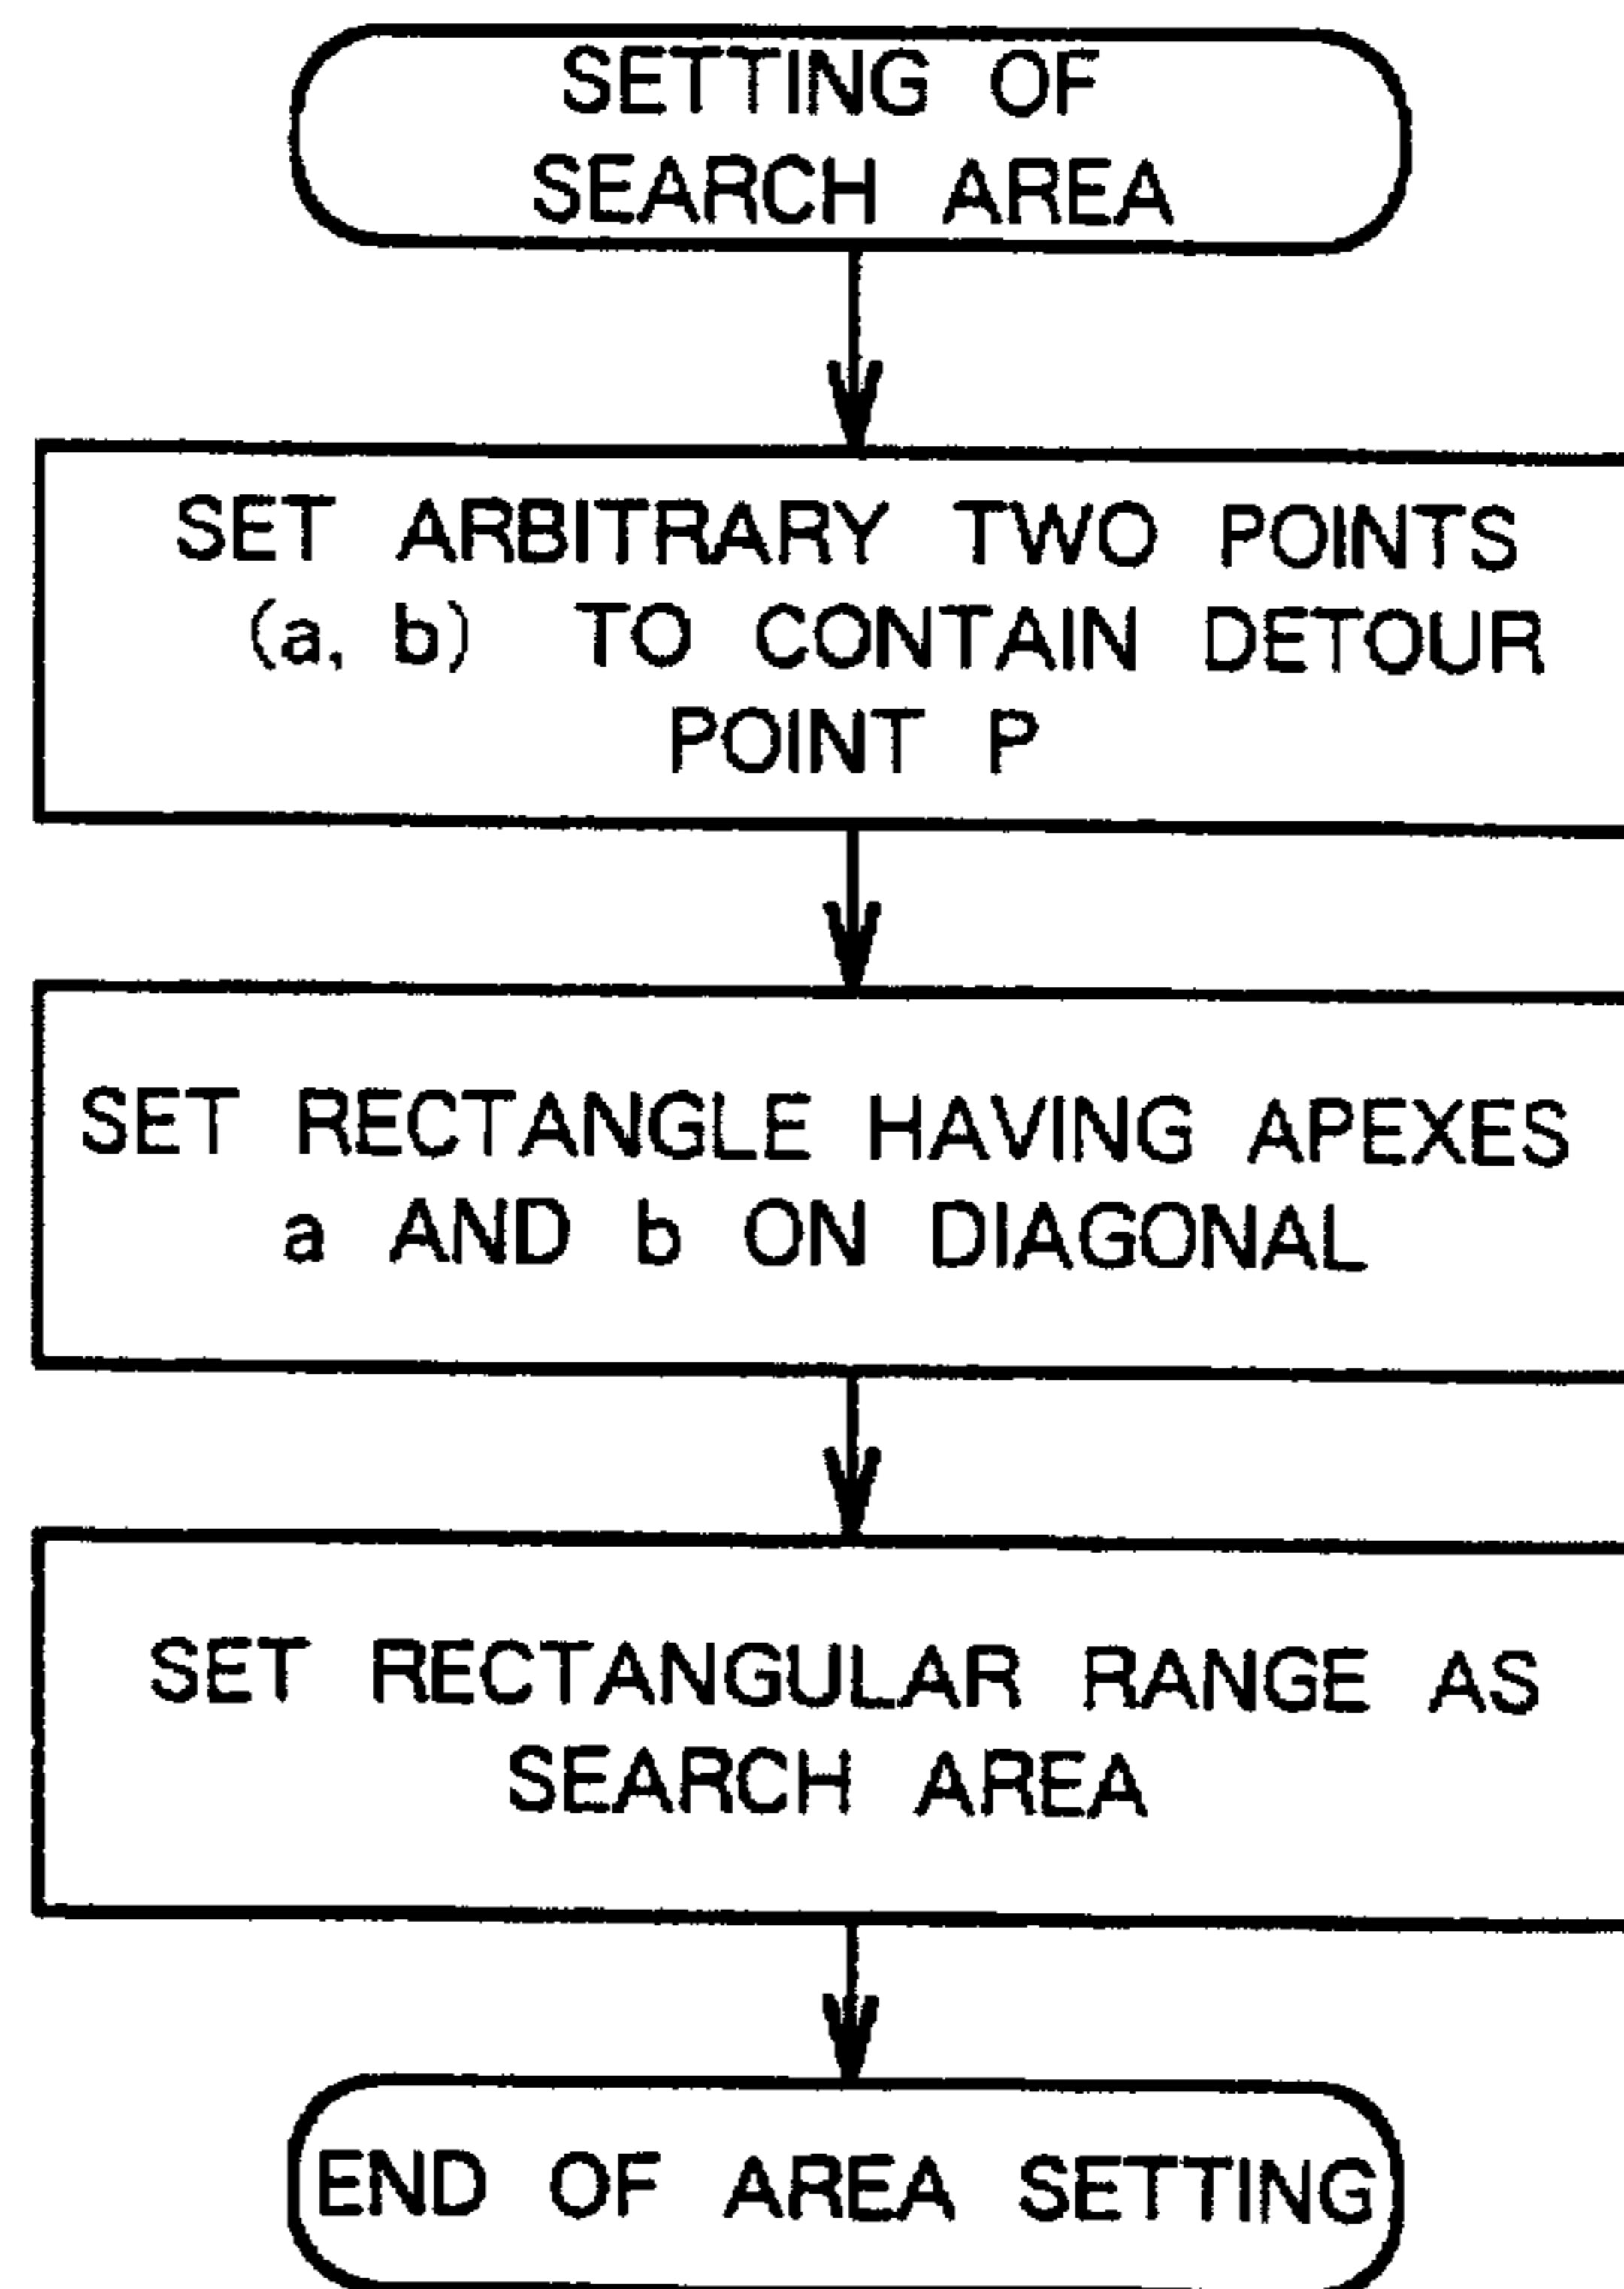 SETTING OF
SEARCH AREA
SET ARBITRARY TWO POINTS
(a, b) TO CONTAIN DETOUR
POINT P
SET RECTANGLE HAVING APEXES
a AND b ON DIAGONAL
SET RECTANGULAR RANGE AS
SEARCH AREA
END OF AREA SETTING